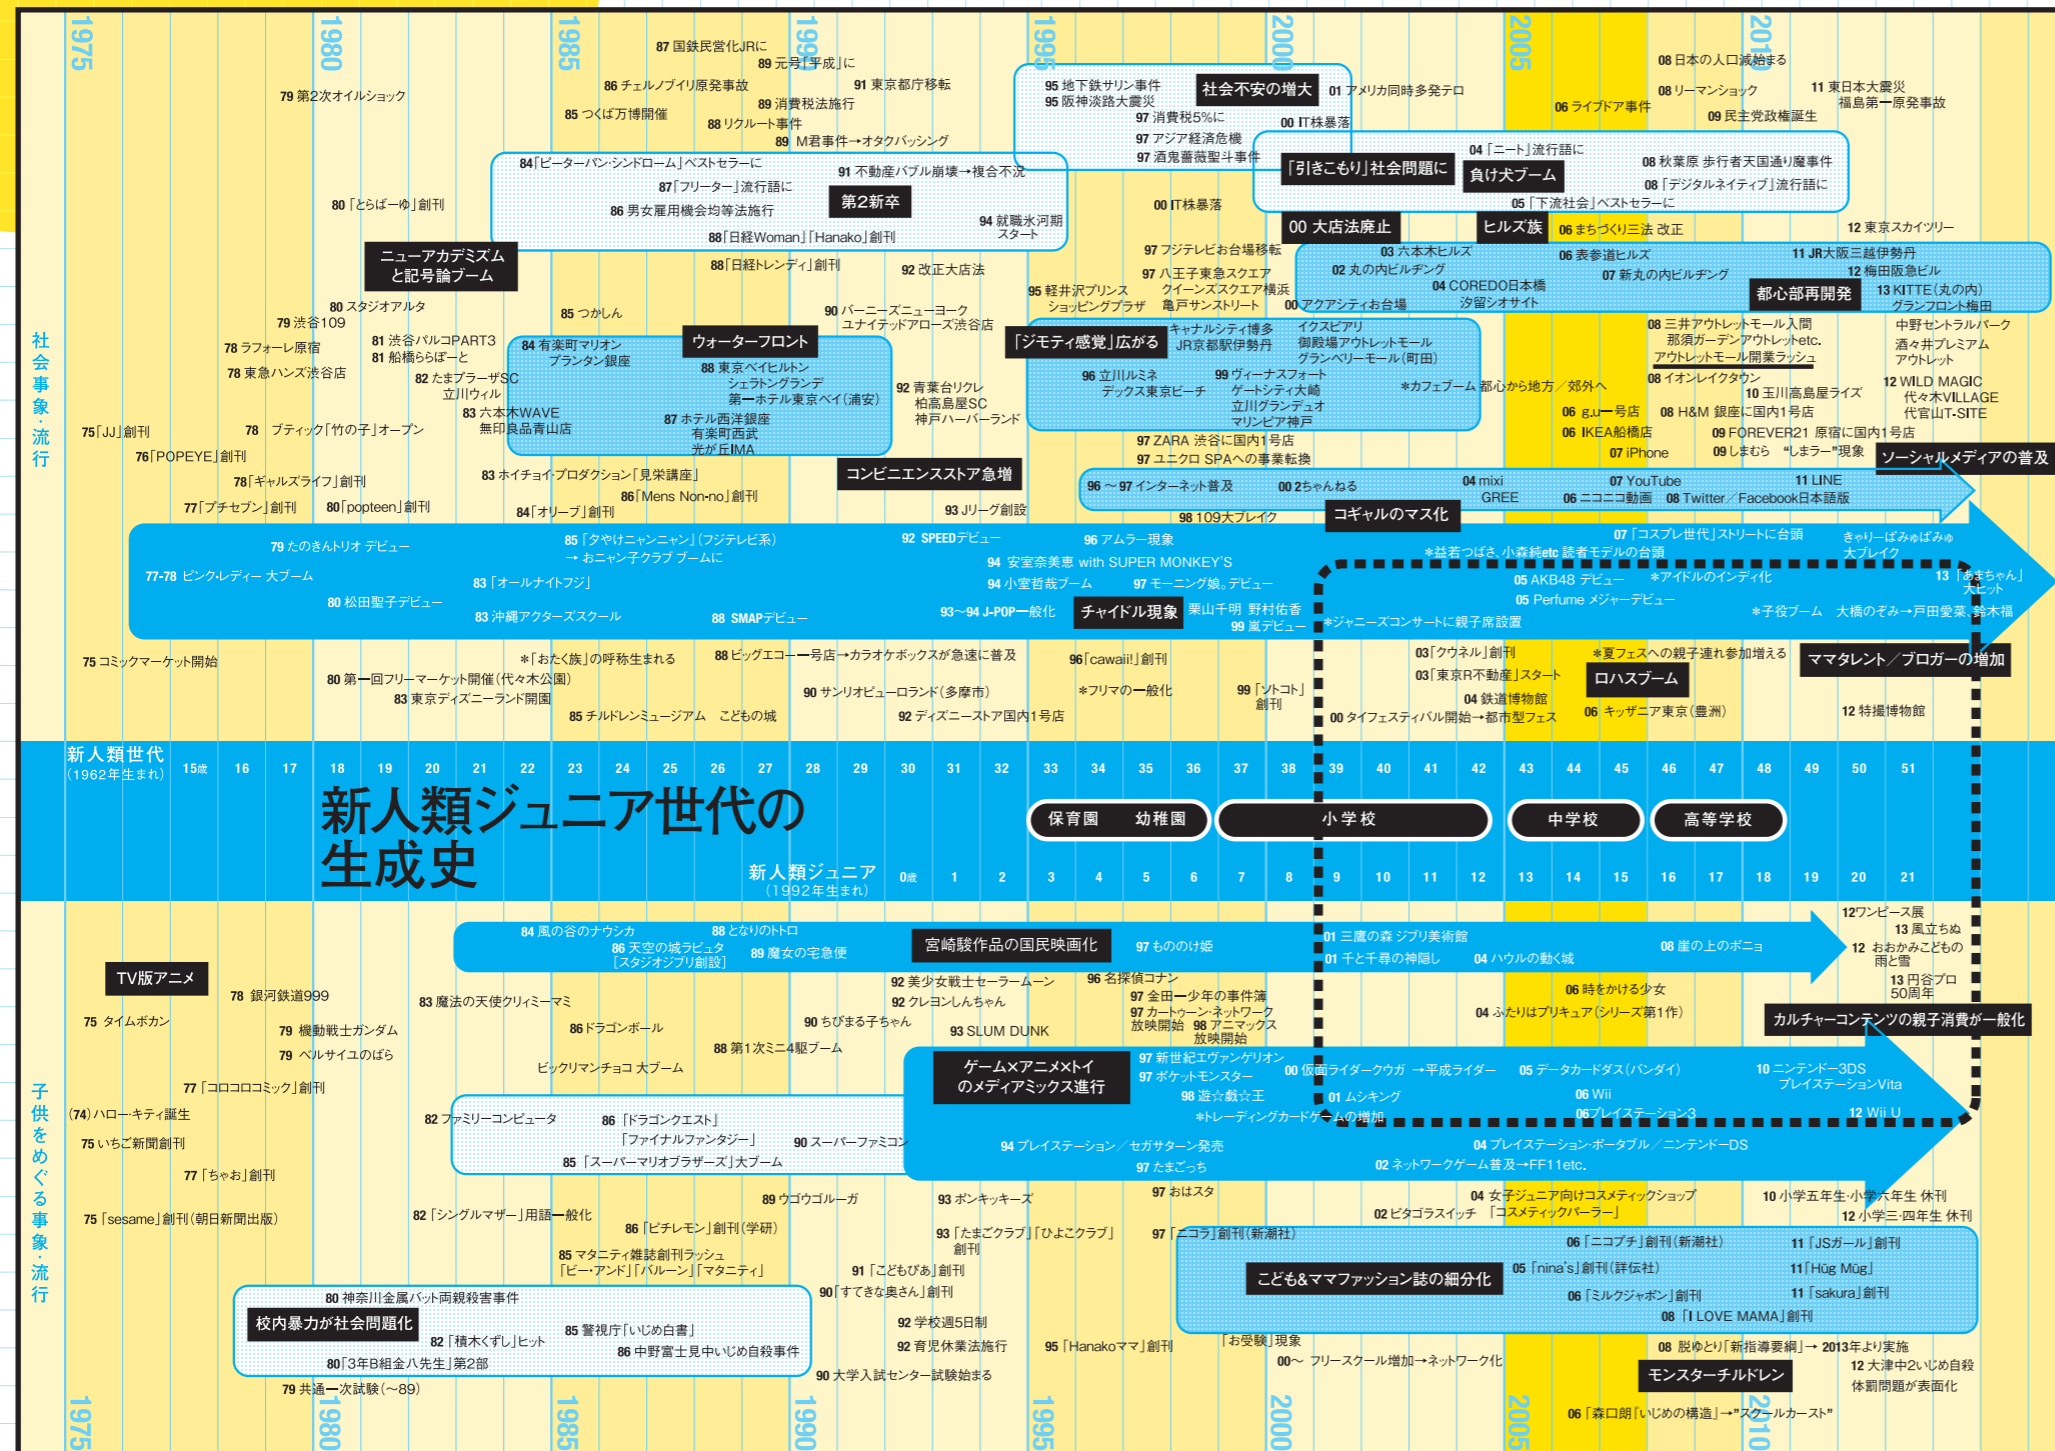 1975
1980
1985
1990
1995
2000
2005
2010
社会事象・流行
87 国鉄民営化JRに
89 元号「平成」に
79 第2次オイルショック
86 チェルノブイリ原発事故
91 東京都庁移転
85 つくば万博開催
89 消費税法施行
88 リクルート事件
89 M君事件→オタクバッシング
95 地下鉄サリン事件
95 阪神淡路大震災
社会不安の増大
97 消費税5%に
97 アジア経済危機
97 酒鬼薔薇聖斗事件
01 アメリカ同時多発テロ
00 IT株暴落
08 日本の人口減始まる
08 リーマンショック
06 ライブドア事件
09 民主党政権誕生
11 東日本大震災
福島第一原発事故
84「ピーターパン・シンドローム」ベストセラーに
91 不動産バブル崩壊→複合不況
87「フリーター」流行語に
第2新卒
86 男女雇用機会均等法施行
94 就職氷河期
スタート
88「日経Woman」「Hanako」創刊
80 「とらばーゆ」創刊
「引きこもり」社会問題に
04 「ニート」流行語に
負け犬ブーム
08 秋葉原 歩行者天国通り魔事件
08 「デジタルネイティブ」流行語に
05 「下流社会」ベストセラーに
00 IT株暴落
00 大店法廃止
ヒルズ族
06 まちづくり三法 改正
12 東京スカイツリー
ニューアカデミズム
と記号論ブーム
88「日経トレンディ」創刊
92 改正大店法
97 フジテレビお台場移転
97 八王子東急スクエア
クイーンズスクエア横浜
亀戸サンストリート
95 軽井沢プリンス
ショッピングプラザ
00 アクアシティお台場
03 六本木ヒルズ
02 丸の内ビルヂング
04 COREDO日本橋
汐留シオサイト
06 表参道ヒルズ
07 新丸の内ビルヂング
都心部再開発
11 JR大阪三越伊勢丹
12 梅田阪急ビル
13 KITTE(丸の内)
グランフロント梅田
80 スタジオアルタ
79 渋谷109
78 ラフォーレ原宿
78 東急ハンズ渋谷店
81 渋谷パルコPART3
81 船橋ららぽーと
82 たまプラーザSC
立川ウィル
83 六本木WAVE
無印良品青山店
85 つかしん
90 バーニーズニューヨーク
ユナイテッドアローズ渋谷店
84 有楽町マリオン
プランタン銀座
ウォーターフロント
88 東京ベイヒルトン
シェラトングランデ
第一ホテル東京ベイ(浦安)
87 ホテル西洋銀座
有楽町西武
光が丘IMA
92 青葉台リクレ
柏高島屋SC
神戸ハーバーランド
「ジモティ感覚」広がる
キャナルシティ博多
JR京都駅伊勢丹
96 立川ルミネ
デックス東京ビーチ
イクスピアリ
御殿場アウトレットモール
グランベリーモール(町田)
99 ヴィーナスフォート
ゲートシティ大崎
立川グランデュオ
マリンピア神戸
*カフェブーム 都心から地方/郊外へ
08 三井アウトレットモール入間
那須ガーデンアウトレットetc.
アウトレットモール開業ラッシュ
08 イオンレイクタウン
10 玉川高島屋ライズ
中野セントラルパーク
酒々井プレミアム
アウトレット
12 WILD MAGIC
代々木VILLAGE
代官山T-SITE
06 g.u一号店
08 H&M 銀座に国内1号店
06 IKEA船橋店
09 FOREVER21 原宿に国内1号店
07 iPhone
09 しまむら “しまラー”現象
ソーシャルメディアの普及
75「JJ」創刊
76「POPEYE」創刊
78 ブティック「竹の子」オープン
78「ギャルズライフ」創刊
77「プチセブン」創刊
80「popteen」創刊
83 ホイチョイ・プロダクション「見栄講座」
86「Mens Non-no」創刊
84「オリーブ」創刊
コンビニエンスストア急増
93 Jリーグ創設
97 ZARA 渋谷に国内1号店
97 ユニクロ SPAへの事業転換
96 〜 97 インターネット普及
00 2ちゃんねる
04 mixi
GREE
07 YouTube
06 ニコニコ動画
11 LINE
08 Twitter/Facebook日本語版
98 109大ブレイク
コギャルのマス化
79 たのきんトリオ デビュー
77-78 ピンク・レディー 大ブーム
80 松田聖子デビュー
85 「夕やけニャンニャン」(フジテレビ系)
→ おニャン子クラブ ブームに
83 「オールナイトフジ」
83 沖縄アクターズスクール
88 SMAPデビュー
92 SPEEDデビュー
94 安室奈美恵 with SUPER MONKEY'S
94 小室哲哉ブーム
93〜94 J-POP一般化
96 アムラー現象
97 モーニング娘。デビュー
チャイドル現象
栗山千明 野村佑香
99 嵐デビュー
07 「コスプレ世代」ストリートに台頭
*益若つばさ、小森純etc 読者モデルの台頭
05 AKB48 デビュー
*アイドルのインディ化
05 Perfume メジャーデビュー
*ジャニーズコンサートに親子席設置
きゃりーぱみゅぱみゅ
大ブレイク
13 「あまちゃん」
大ヒット
*子役ブーム 大橋のぞみ→戸田愛菜、鈴木福
75 コミックマーケット開始
*「おたく族」の呼称生まれる
80 第一回フリーマーケット開催(代々木公園)
83 東京ディズニーランド開園
88 ビッグエコー一号店→カラオケボックスが急速に普及
90 サンリオピューロランド(多摩市)
85 チルドレンミュージアム こどもの城
92 ディズニーストア国内1号店
96「cawaii!」創刊
*フリマの一般化
99 「ソトコト」
創刊
03「クウネル」創刊
03「東京R不動産」スタート
04 鉄道博物館
00 タイフェスティバル開始→都市型フェス
*夏フェスへの親子連れ参加増える
ロハスブーム
06 キッザニア東京(豊洲)
ママタレント/ブロガーの増加
12 特撮博物館
新人類世代
(1962年生まれ)
15歳 16 17 18 19 20 21 22 23 24 25 26 27 28 29 30 31 32 33 34 35 36 37 38 39 40 41 42 43 44 45 46 47 48 49 50 51
新人類ジュニア世代の
生成史
保育園 幼稚園
小学校
中学校
高等学校
新人類ジュニア
(1992年生まれ)
0歳 1 2 3 4 5 6 7 8 9 10 11 12 13 14 15 16 17 18 19 20 21
子供をめぐる事象・流行
84 風の谷のナウシカ
86 天空の城ラピュタ
[スタジオジブリ創設]
88 となりのトトロ
89 魔女の宅急便
宮崎駿作品の国民映画化
97 もののけ姫
01 三鷹の森 ジブリ美術館
01 千と千尋の神隠し
04 ハウルの動く城
08 崖の上のポニョ
12ワンピース展
13 風立ちぬ
12 おおかみこどもの
雨と雪
13 円谷プロ
50周年
TV版アニメ
78 銀河鉄道999
75 タイムボカン
79 機動戦士ガンダム
79 ベルサイユのばら
83 魔法の天使クリィミーマミ
86ドラゴンボール
ビックリマンチョコ 大ブーム
88 第1次ミニ4駆ブーム
90 ちびまる子ちゃん
92 美少女戦士セーラームーン
92 クレヨンしんちゃん
93 SLUM DUNK
96 名探偵コナン
97 金田一少年の事件簿
97 カートゥーン・ネットワーク
放映開始
98 アニマックス
放映開始
06 時をかける少女
04 ふたりはプリキュア(シリーズ第1作)
カルチャーコンテンツの親子消費が一般化
77「コロコロコミック」創刊
(74)ハロー・キティ誕生
75 いちご新聞創刊
77「ちゃお」創刊
75「sesame」創刊(朝日新聞出版)
82 ファミリーコンピュータ
86 「ドラゴンクエスト」
「ファイナルファンタジー」
85 「スーパーマリオブラザーズ」大ブーム
90 スーパーファミコン
ゲーム×アニメ×トイ
のメディアミックス進行
97 新世紀エヴァンゲリオン
97 ポケットモンスター
98 遊☆戯☆王
*トレーディングカードゲームの増加
94 プレイステーション/セガサターン発売
97 たまごっち
00 仮面ライダークウガ →平成ライダー
01 ムシキング
05 データカードダス(バンダイ)
06 Wii
06プレイステーション3
04 プレイステーション・ポータブル/ニンテンドーDS
02 ネットワークゲーム普及→FF11etc.
10 ニンテンドー3DS
プレイステーションVita
12 Wii U
82 「シングルマザー」用語一般化
89 ウゴウゴルーガ
93 ポンキッキーズ
97 おはスタ
86 「ピチレモン」創刊(学研)
85 マタニティ雑誌創刊ラッシュ
「ビー・アンド」「バルーン」「マタニティ」
93 「たまごクラブ」「ひよこクラブ」
創刊
91 「こどもぴあ」創刊
90「すてきな奥さん」創刊
97 「ニコラ」創刊(新潮社)
04 女子ジュニア向けコスメティックショップ
「コスメティックパーラー」
02 ピタゴラスイッチ
10 小学五年生・小学六年生 休刊
12 小学三・四年生 休刊
こども&ママファッション誌の細分化
06 「ニコプチ」創刊(新潮社)
05 「nina's」創刊(祥伝社)
06 「ミルクジャポン」創刊
08 「I LOVE MAMA」創刊
11 「JSガール」創刊
11「Hūg Mūg」
11 「sakura」創刊
80 神奈川金属バット両親殺害事件
校内暴力が社会問題化
82 「積木くずし」ヒット
80「3年B組金八先生」第2部
85 警視庁「いじめ白書」
86 中野富士見中いじめ自殺事件
79 共通一次試験(〜89)
92 学校週5日制
92 育児休業法施行
90 大学入試センター試験始まる
95 「Hanakoママ」創刊
「お受験」現象
00〜 フリースクール増加→ネットワーク化
08 脱ゆとり「新指導要綱」→ 2013年より実施
モンスターチルドレン
12 大津中2いじめ自殺
体罰問題が表面化
06 「森口朗『いじめの構造』→”スクールカースト”
1975
1980
1985
1990
1995
2000
2005
2010